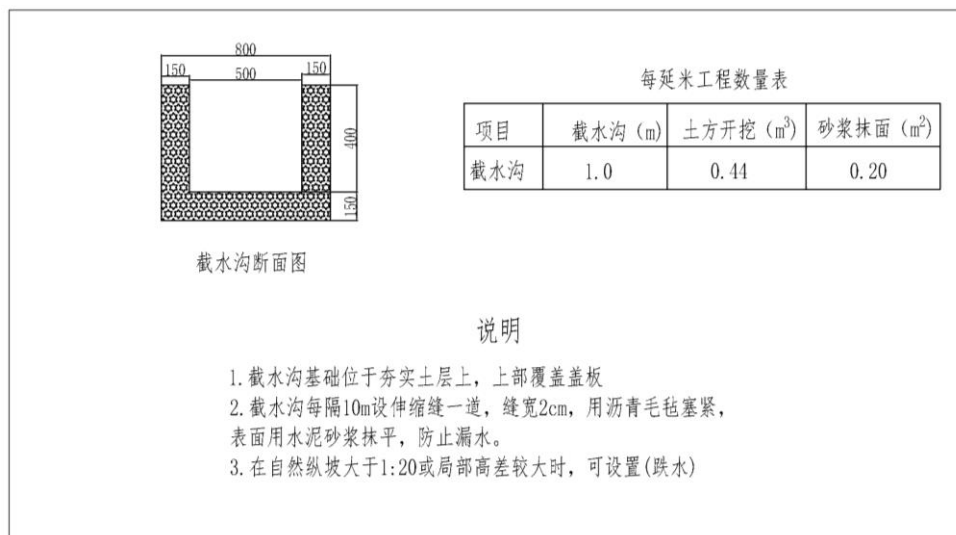 800
150 500 150
400
150
截水沟断面图
每延米工程数量表
项目 截水沟（m） 土方开挖（m³） 砂浆抹面（m²）
截水沟 1.0 0.44 0.20
说明
1.截水沟基础位于夯实土层上，上部覆盖盖板
2.截水沟每隔10m设伸缩缝一道，缝宽2cm，用沥青毛毡塞紧，
表面用水泥砂浆抹平，防止漏水。
3.在自然纵坡大于1:20或局部高差较大时，可设置(跌水)